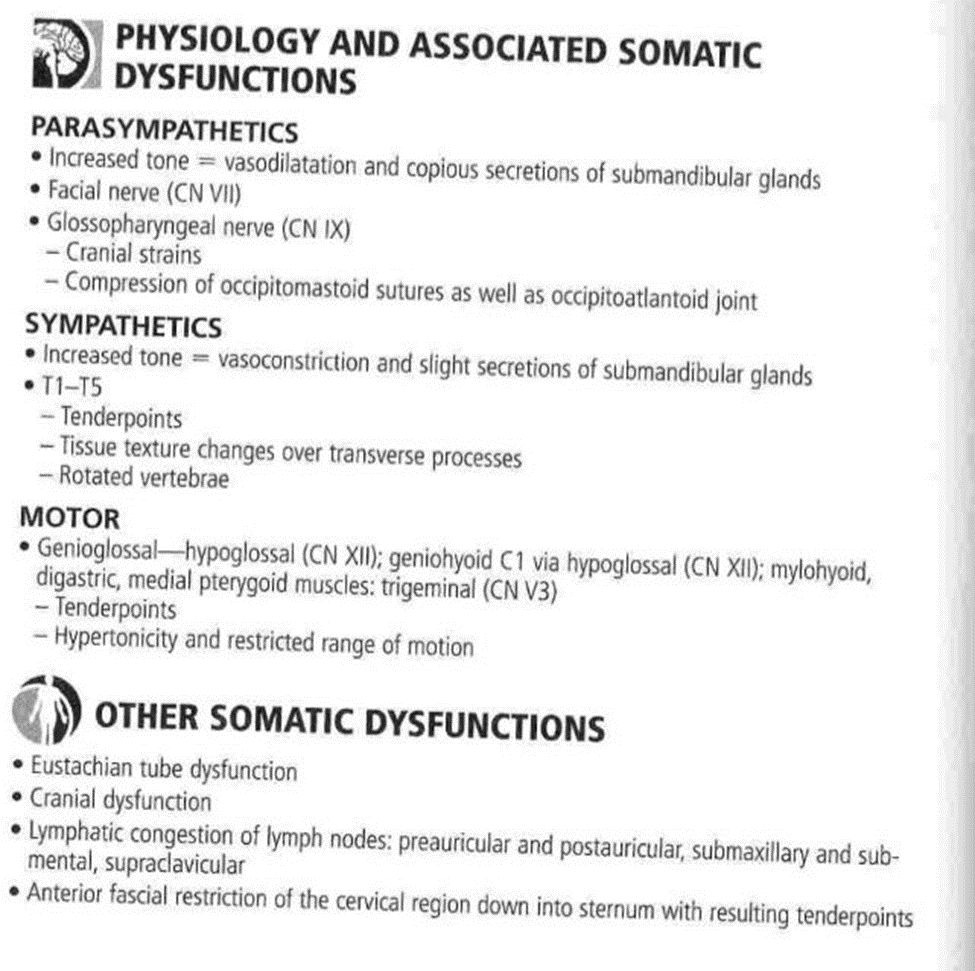 PHYSIOLOGY AND ASSOCIATED SOMATIC
DYSFUNCTIONS
PARASYMPATHETICS
• Increased tone = vasodilatation and copious secretions of submandibular glands
• Facial nerve (CN VII)
• Glossopharyngeal nerve (CN IX)
– Cranial strains
– Compression of occipitomastoid sutures as well as occipitoatlantoid joint
SYMPATHETICS
• Increased tone = vasoconstriction and slight secretions of submandibular glands
• T1–T5
– Tenderpoints
– Tissue texture changes over transverse processes
– Rotated vertebrae
MOTOR
• Genioglossal—hypoglossal (CN XII); geniohyoid C1 via hypoglossal (CN XII); mylohyoid,
digastric, medial pterygoid muscles: trigeminal (CN V3)
– Tenderpoints
– Hypertonicity and restricted range of motion
OTHER SOMATIC DYSFUNCTIONS
• Eustachian tube dysfunction
• Cranial dysfunction
• Lymphatic congestion of lymph nodes: preauricular and postauricular, submaxillary and sub-
mental, supraclavicular
• Anterior fascial restriction of the cervical region down into sternum with resulting tenderpoints